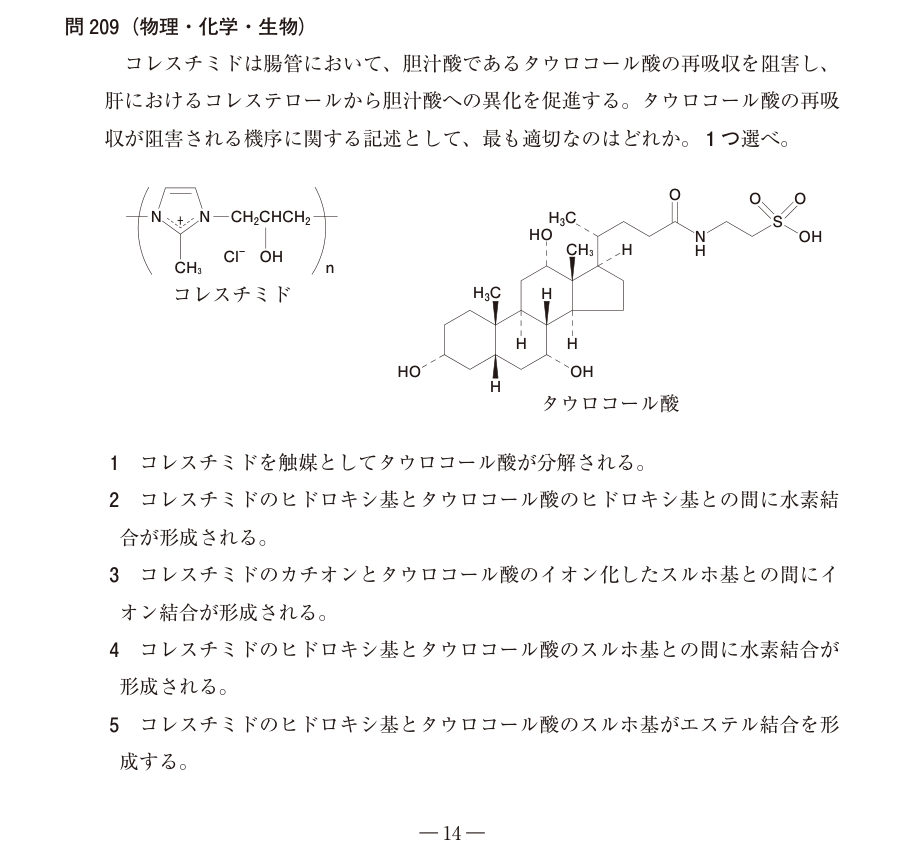 問 209（物理・化学・生物）
コレスチミドは腸管において、胆汁酸であるタウロコール酸の再吸収を阻害し、
肝におけるコレステロールから胆汁酸への異化を促進する。タウロコール酸の再吸
収が阻害される機序に関する記述として、最も適切なのはどれか。1つ選べ。
N + N CH₂CHCH₂
CH₃ Cl⁻ OH n
コレスチミド
O O O
H₃C S OH
HO N H
CH₃ H
H₃C H
H H
HO OH
H
タウロコール酸
1 コレスチミドを触媒としてタウロコール酸が分解される。
2 コレスチミドのヒドロキシ基とタウロコール酸のヒドロキシ基との間に水素結
合が形成される。
3 コレスチミドのカチオンとタウロコール酸のイオン化したスルホ基との間にイ
オン結合が形成される。
4 コレスチミドのヒドロキシ基とタウロコール酸のスルホ基との間に水素結合が
形成される。
5 コレスチミドのヒドロキシ基とタウロコール酸のスルホ基がエステル結合を形
成する。
— 14 —